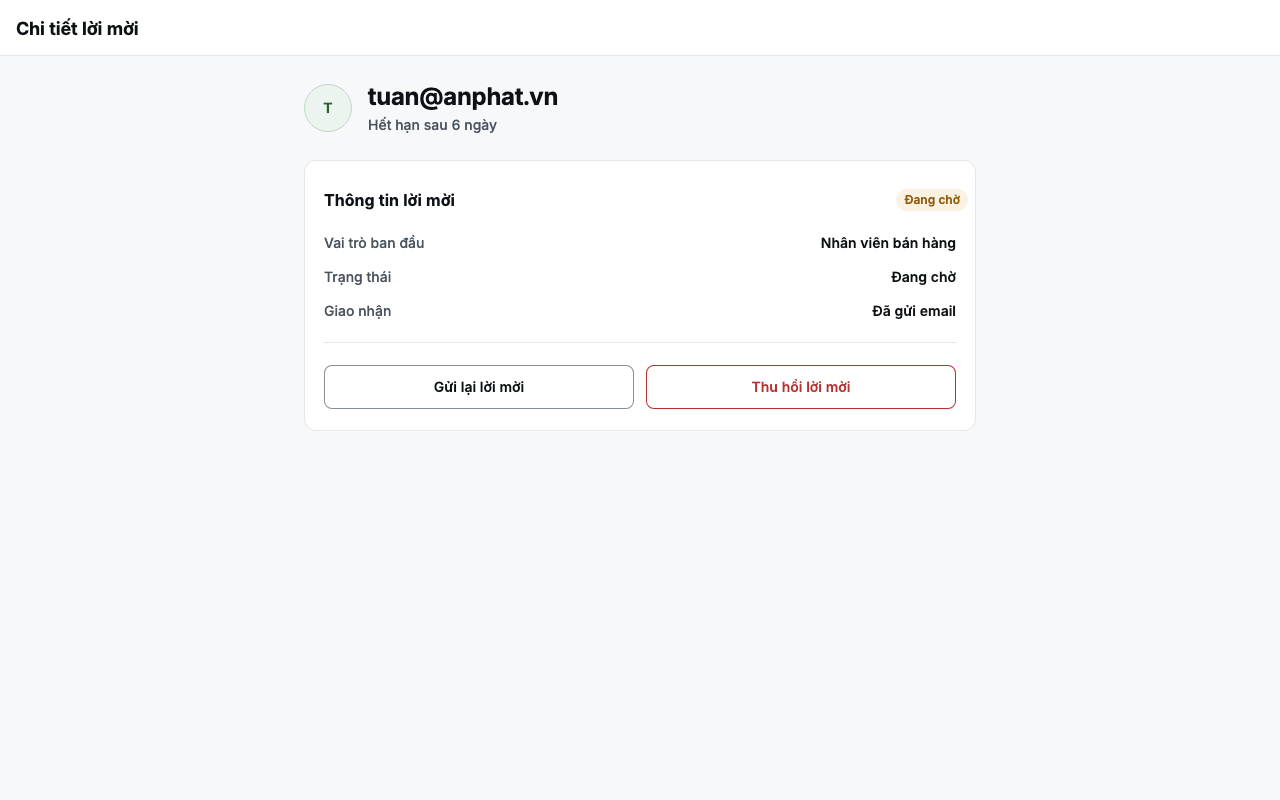 Chi tiết lời mời
T
tuan@anphat.vn
Hết hạn sau 6 ngày
Thông tin lời mời
Đang chờ
Vai trò ban đầu
Nhân viên bán hàng
Trạng thái
Đang chờ
Giao nhận
Đã gửi email
Gửi lại lời mời
Thu hồi lời mời